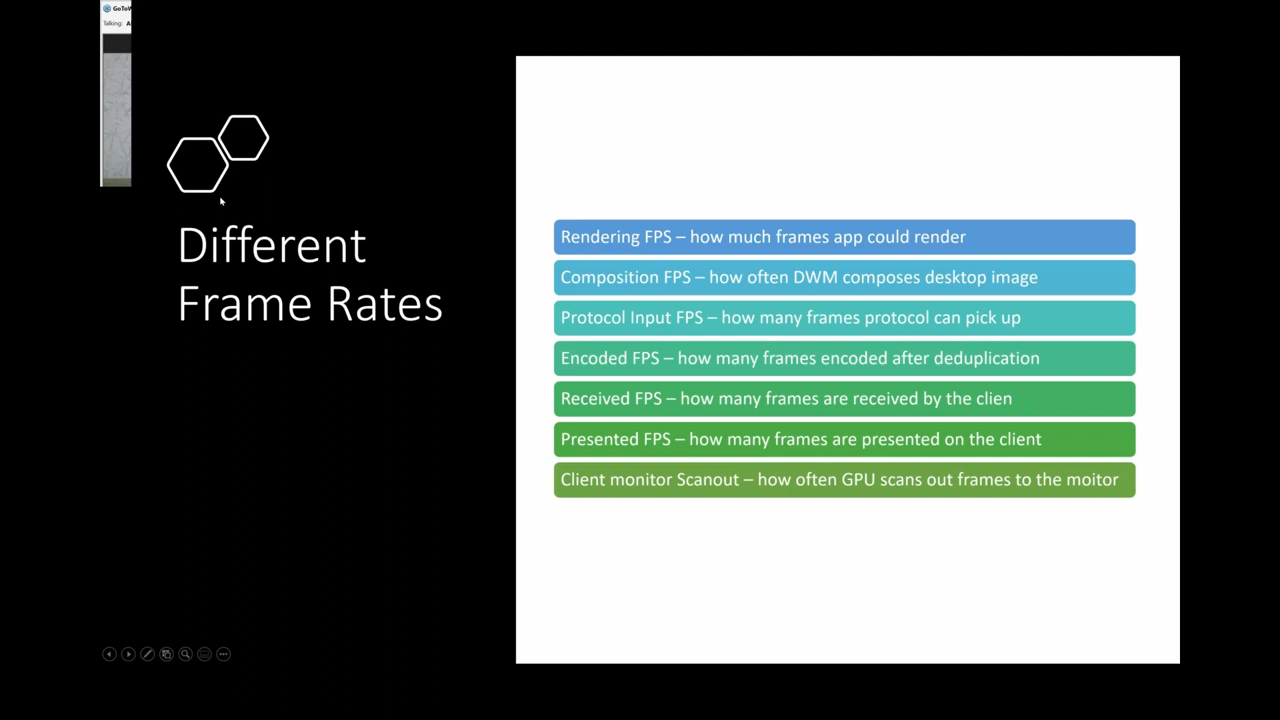 GoToW
Talking: A
Different
Frame Rates
Rendering FPS – how much frames app could render
Composition FPS – how often DWM composes desktop image
Protocol Input FPS – how many frames protocol can pick up
Encoded FPS – how many frames encoded after deduplication
Received FPS – how many frames are received by the clien
Presented FPS – how many frames are presented on the client
Client monitor Scanout – how often GPU scans out frames to the moitor